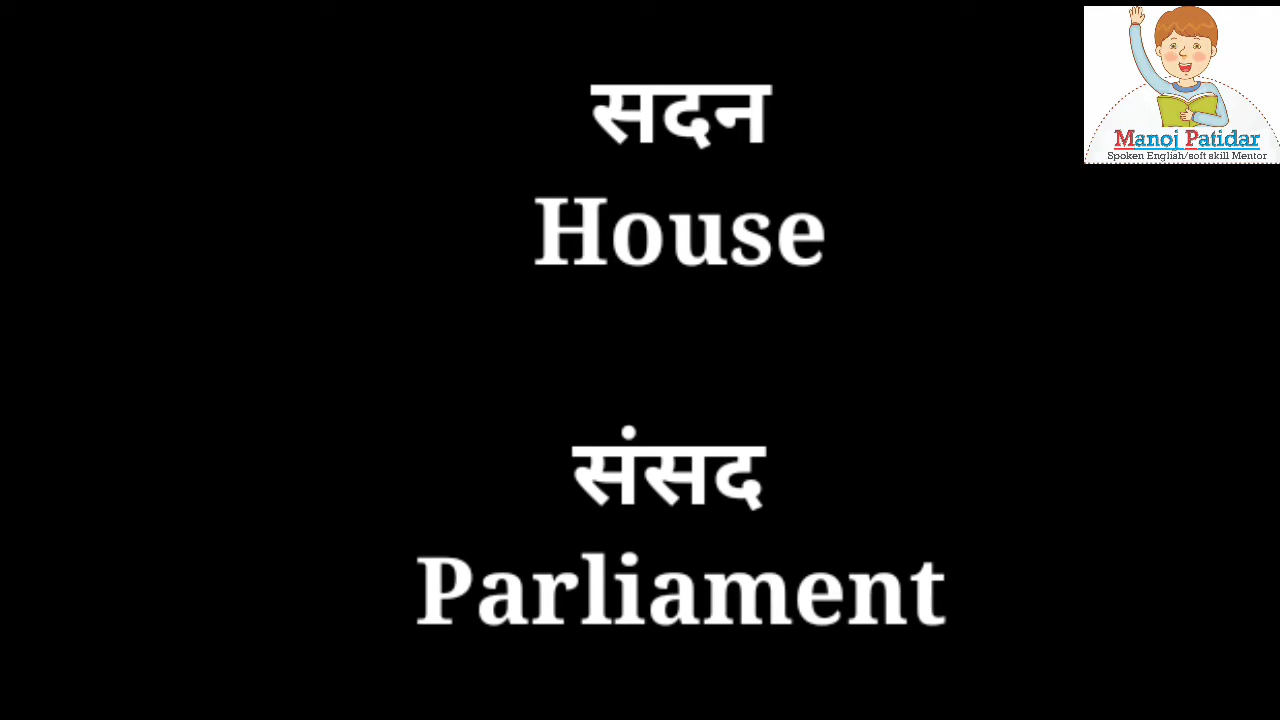 सदन
House
संसद
Parliament
Manoj Patidar
Spoken English/soft skill Mentor